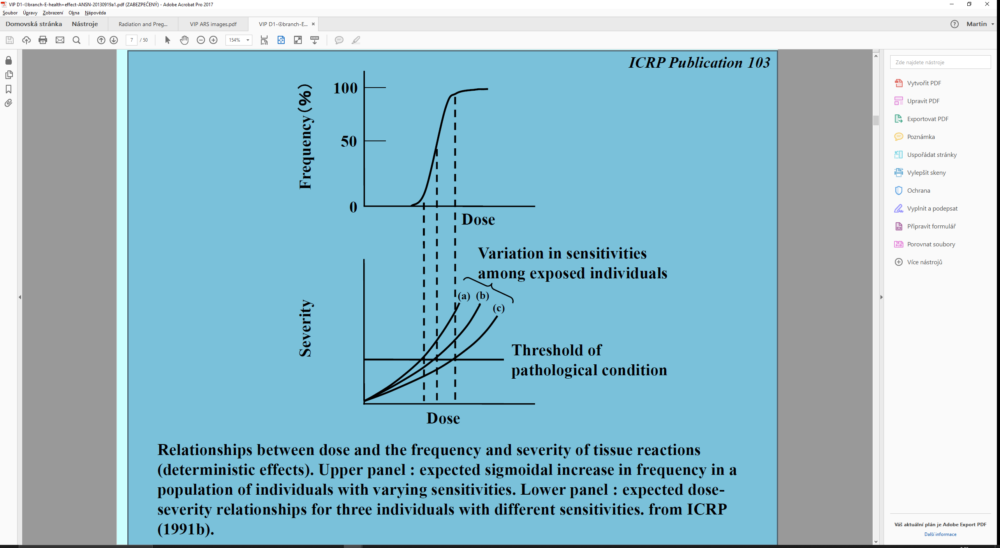 VIP D1-④branch-E-health+effect-ANSN-20130919a1.pdf (ZABEZPEČENÝ) - Adobe Acrobat Pro 2017
Soubor Úpravy Zobrazení Okna Nápověda
Domovská stránka Nástroje Radiation and Preg... VIP ARS images.pdf VIP D1-④branch-E... × ? Martin
7 / 50 154%
Zde najdete nástroje
Vytvořit PDF
Upravit PDF
Exportovat PDF
Poznámka
Uspořádat stránky
Vylepšit skeny
Ochrana
Vyplnit a podepsat
Připravit formulář
Porovnat soubory
Více nástrojů
Váš aktuální plán je Adobe Export PDF
Další informace
ICRP Publication 103
Frequency (%)
100
50
0
Dose
Variation in sensitivities
among exposed individuals
(a) (b)
(c)
Severity
Threshold of
pathological condition
Dose
Relationships between dose and the frequency and severity of tissue reactions
(deterministic effects). Upper panel : expected sigmoidal increase in frequency in a
population of individuals with varying sensitivities. Lower panel : expected dose-
severity relationships for three individuals with different sensitivities. from ICRP
(1991b).